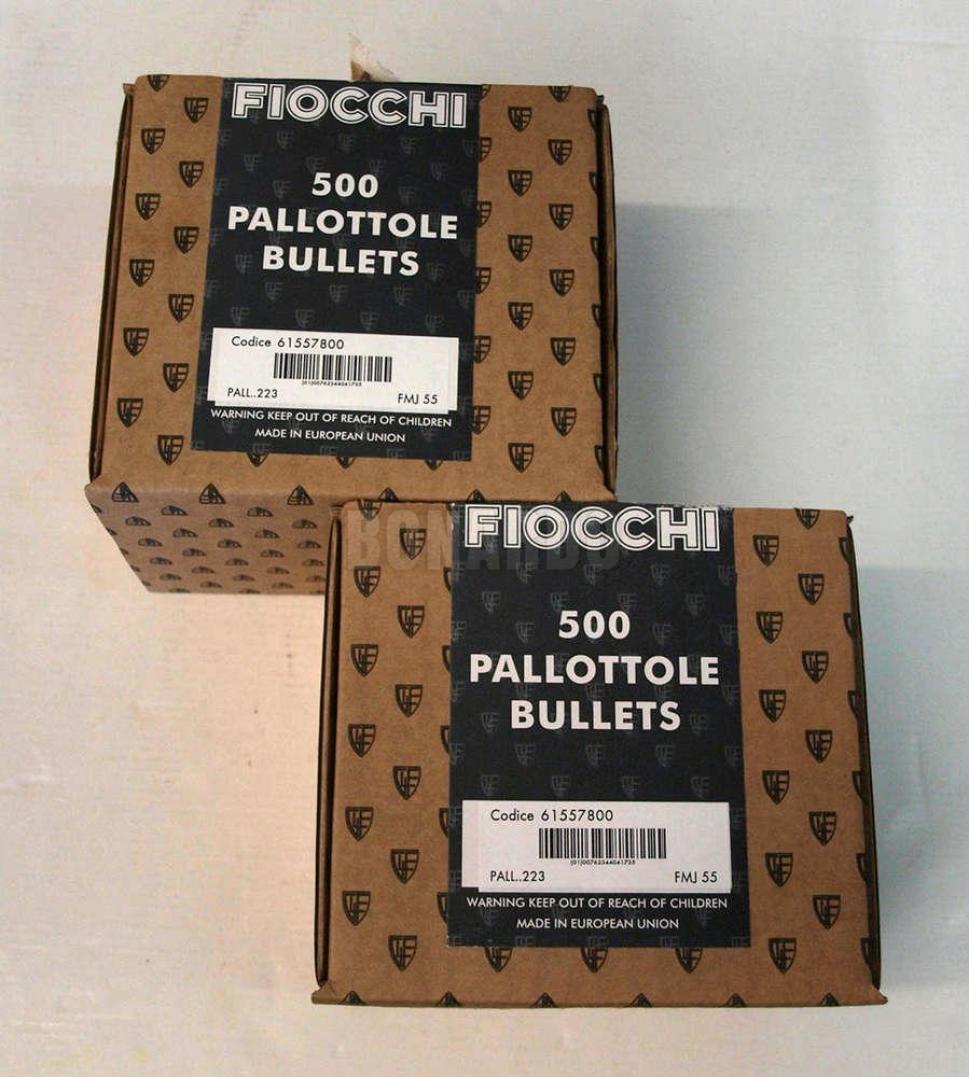 FIOCCHI
500
PALLOTTOLE
BULLETS
Codice 61557800
PALL..223 FMJ 55
WARNING KEEP OUT OF REACH OF CHILDREN
MADE IN EUROPEAN UNION
FIOCCHI
500
PALLOTTOLE
BULLETS
Codice 61557800
PALL..223 FMJ 55
WARNING KEEP OUT OF REACH OF CHILDREN
MADE IN EUROPEAN UNION